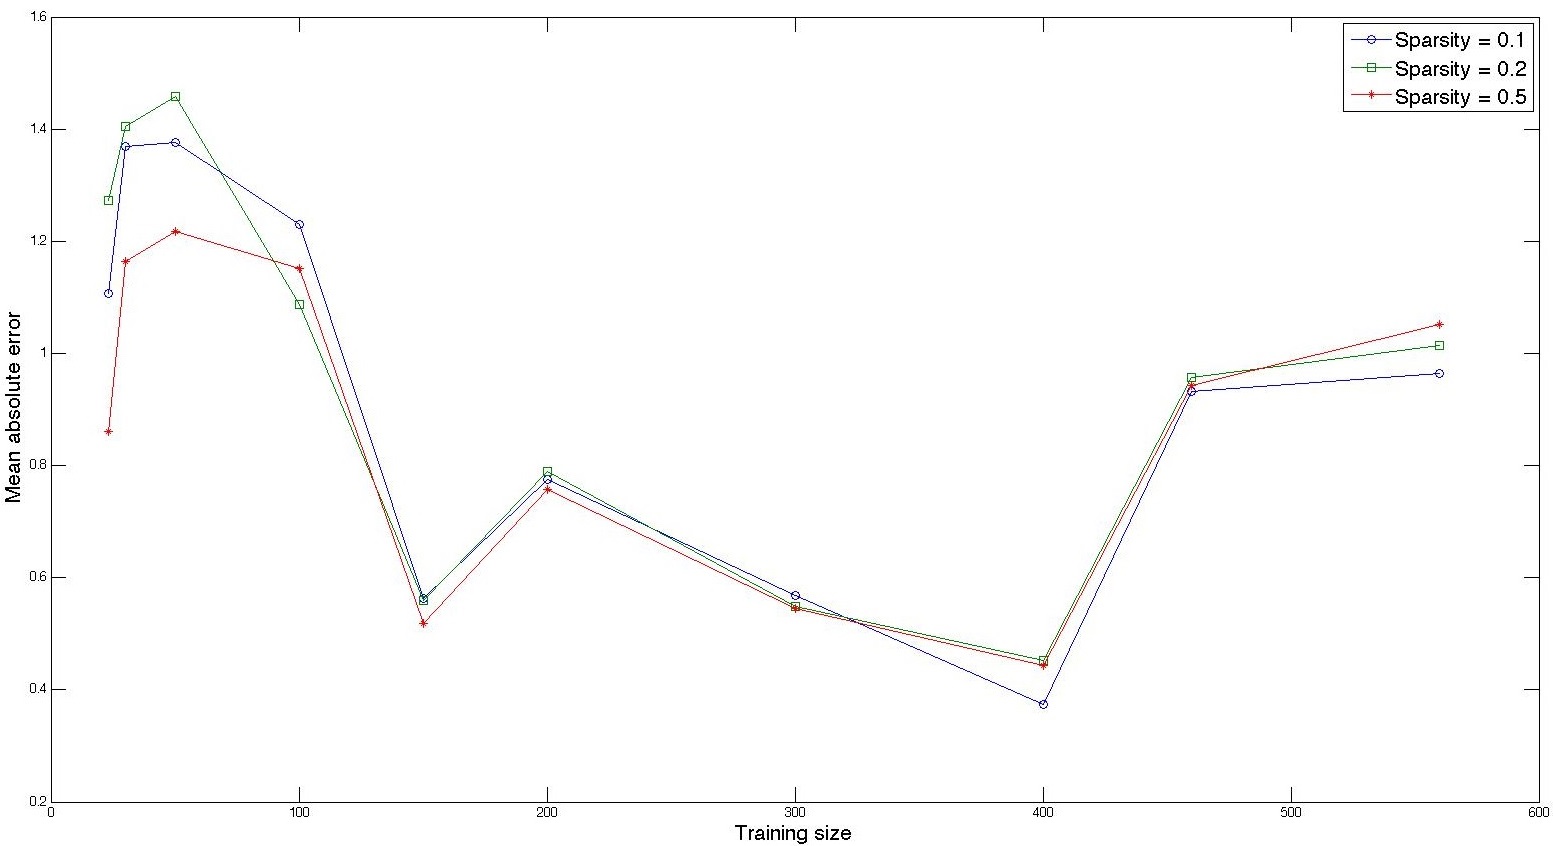 1.6
1.4
1.2
1
0.8
0.6
0.4
0.2
Mean absolute error
Sparsity = 0.1
Sparsity = 0.2
Sparsity = 0.5
0 100 200 300 400 500 600
Training size